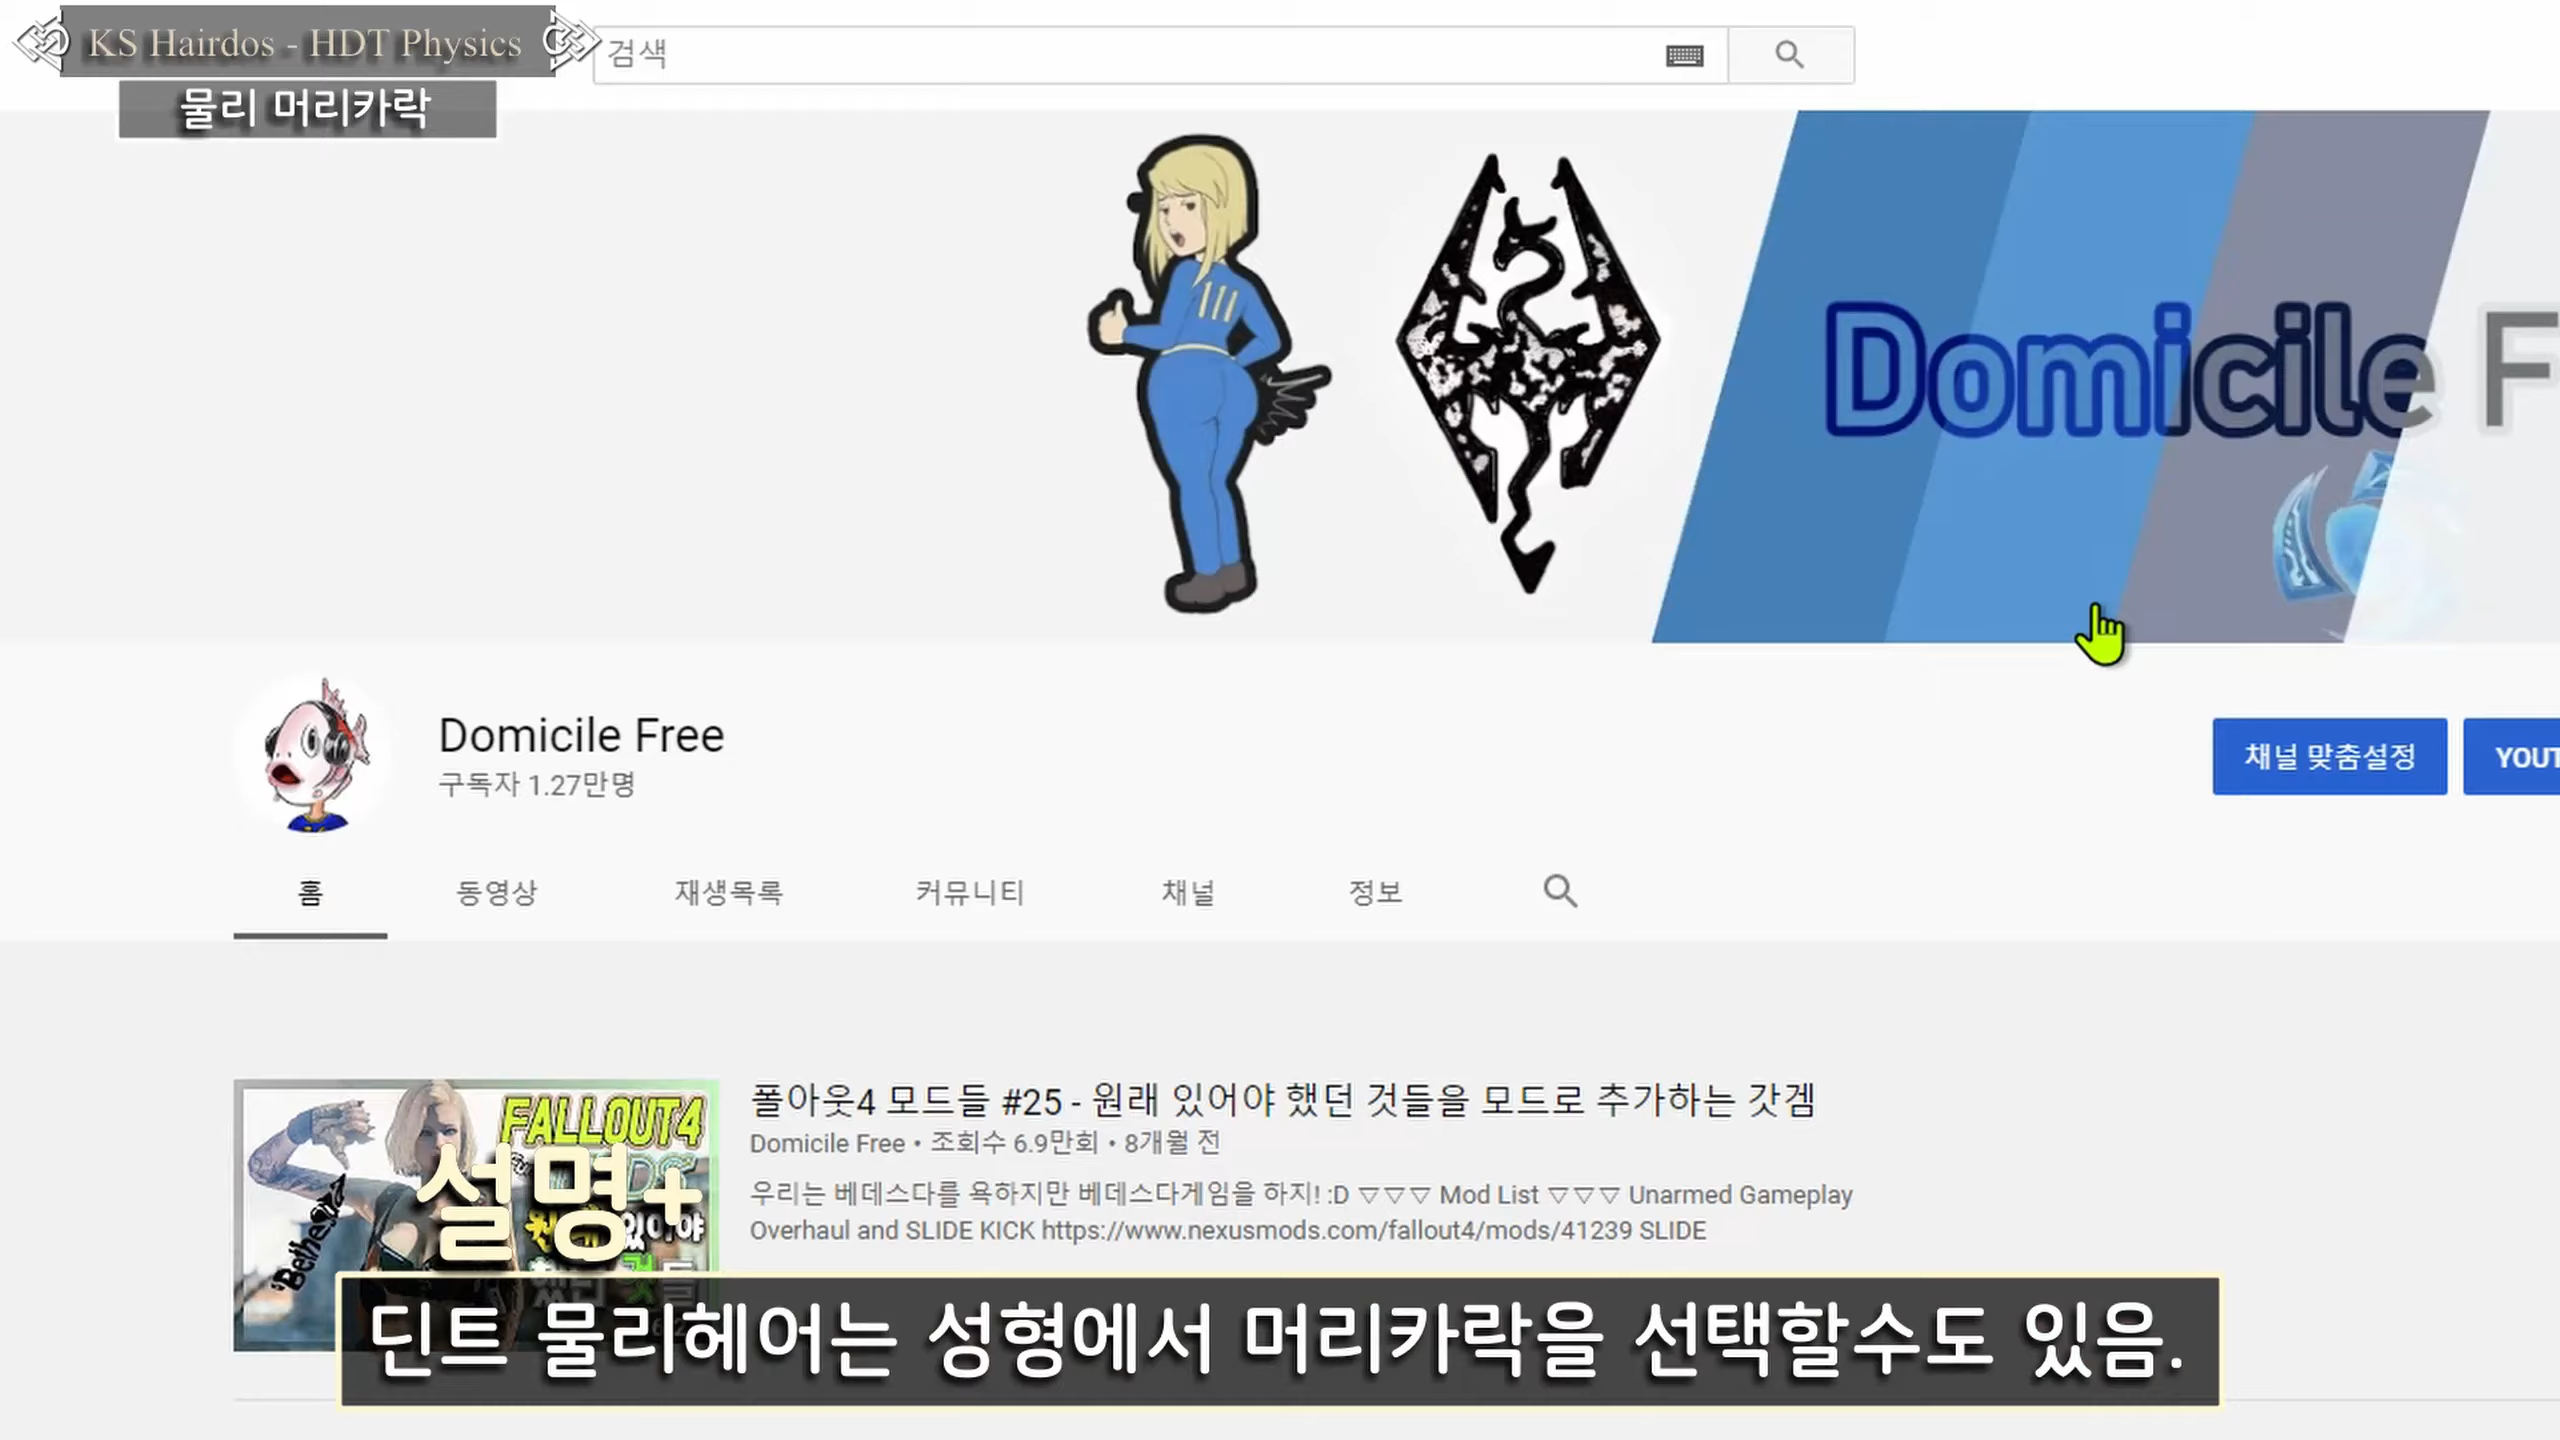 KS Hairdos - HDT Physics
물리 머리카락
검색
111
Domicile F
Domicile Free
구독자 1.27만명
채널 맞춤설정
YOUT
홈
동영상
재생목록
커뮤니티
채널
정보
폴아웃4 모드들 #25 - 원래 있어야 했던 것들을 모드로 추가하는 갓겜
Domicile Free • 조회수 6.9만회 • 8개월 전
우리는 베데스다를 욕하지만 베데스다게임을 하지! :D ▽▽▽ Mod List ▽▽▽ Unarmed Gameplay
Overhaul and SLIDE KICK https://www.nexusmods.com/fallout4/mods/41239 SLIDE
FALLOUT4
Bethesda
있어야
설명+
딘트 물리헤어는 성형에서 머리카락을 선택할수도 있음.